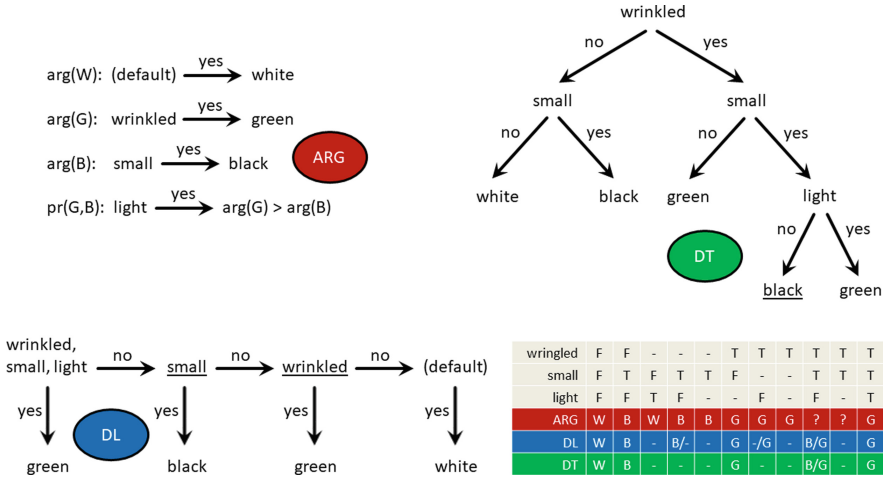 arg(W): (default) yes white
arg(G): wrinkled yes green
arg(B): small yes black
pr(G,B): light yes arg(G) > arg(B)
ARG
wrinkled
no yes
small small
no yes no yes
white black green light
no yes
black green
DT
wrinkled,
small, light no small no wrinkled no (default)
yes yes yes yes
DL
green black green white
wringled F F - - - T T T T T T
small F T F T T F - - T T T
light F F T F - - F - F - T
ARG W B W B B G G G ? ? G
DL W B - B/- - G -/G - B/G - G
DT W B - - - G - - B/G - G